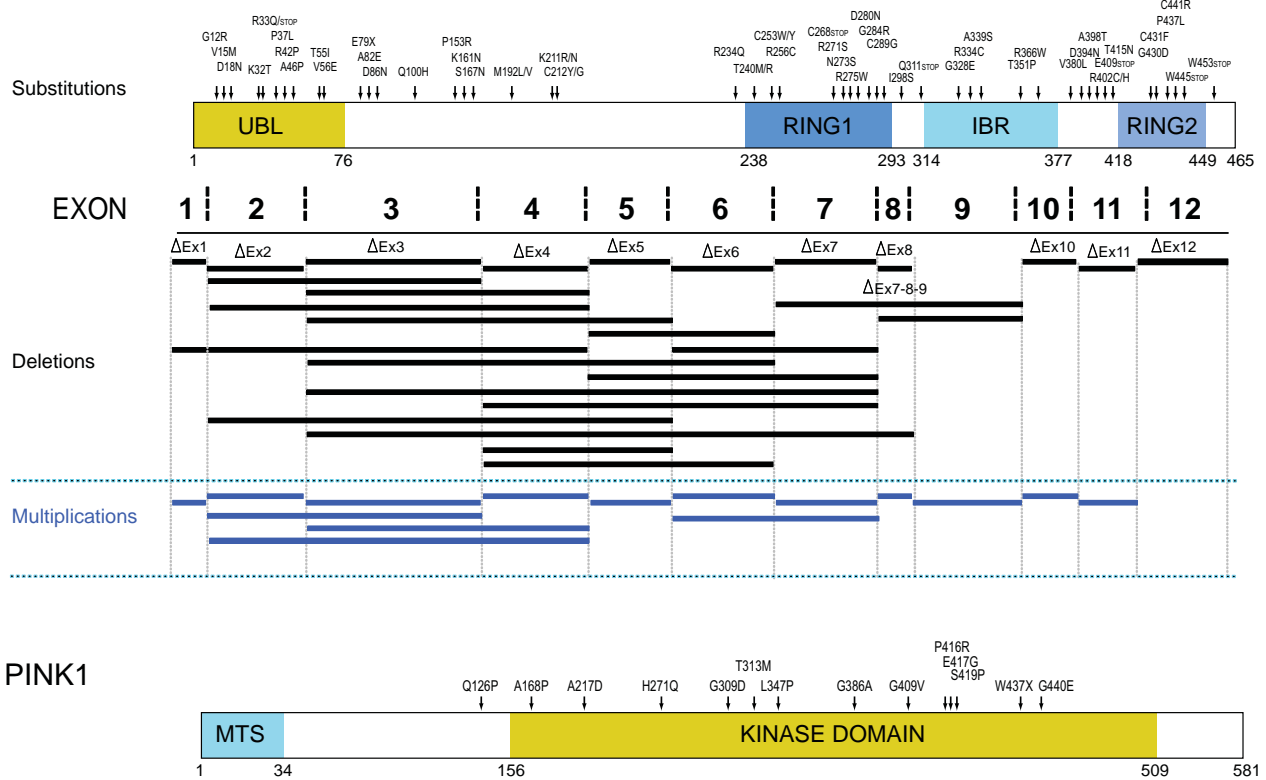 C441R
R33Q/STOP D280N P437L
G12R P37L C253W/Y C268STOP G284R A339S A398T C431F
V15M R42P T55I E79X P153R K211R/N R234Q R256C R271S C289G R334C R366W D394N T415N G430D W453STOP
D18N K32T A46P V56E A82E D86N Q100H K161N S167N M192L/V C212Y/G T240M/R N273S R275W I298S Q311STOP G328E T351P V380L E409STOP R402C/H W445STOP
Substitutions
UBL RING1 IBR RING2
1 76 238 293 314 377 418 449 465
EXON 1 2 3 4 5 6 7 8 9 10 11 12
ΔEx1 ΔEx2 ΔEx3 ΔEx4 ΔEx5 ΔEx6 ΔEx7 ΔEx8 ΔEx10 ΔEx11 ΔEx12
ΔEx7-8-9
Deletions
Multiplications
PINK1
P416R
T313M E417G
S419P
Q126P A168P A217D H271Q G309D L347P G386A G409V W437X G440E
MTS KINASE DOMAIN
1 34 156 509 581